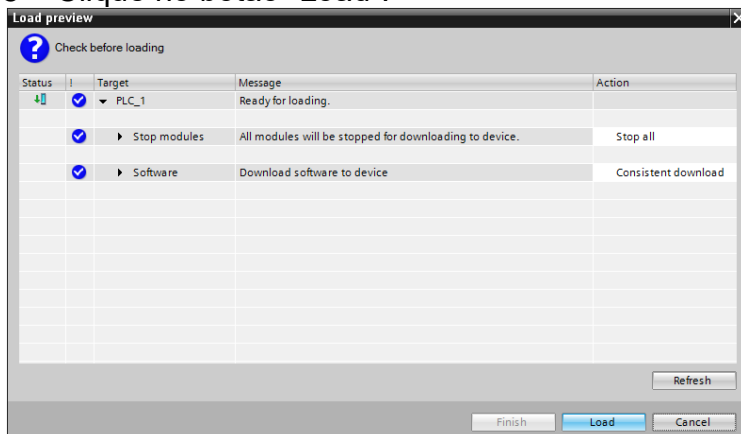 Load preview
Check before loading
Status ! Target Message Action
PLC_1 Ready for loading.
Stop modules All modules will be stopped for downloading to device. Stop all
Software Download software to device Consistent download
Refresh
Finish Load Cancel